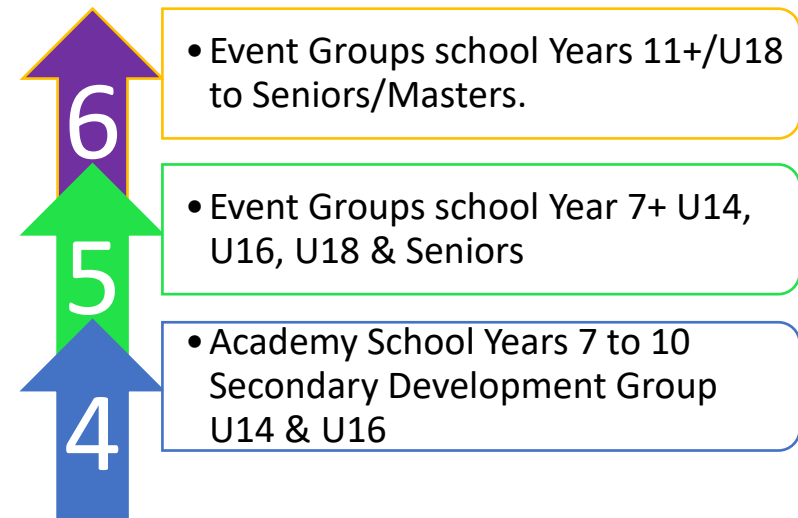 6
• Event Groups school Years 11+/U18
to Seniors/Masters.
5
• Event Groups school Year 7+ U14,
U16, U18 & Seniors
4
• Academy School Years 7 to 10
Secondary Development Group
U14 & U16